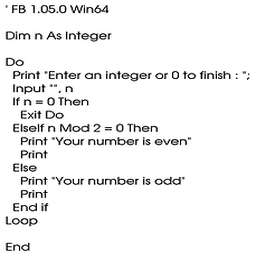 ' FB 1.05.0 Win64
Dim n As Integer
Do
Print "Enter an integer or 0 to finish : ";
Input "", n
If n = 0 Then
Exit Do
ElseIf n Mod 2 = 0 Then
Print "Your number is even"
Print
Else
Print "Your number is odd"
Print
End if
Loop
End